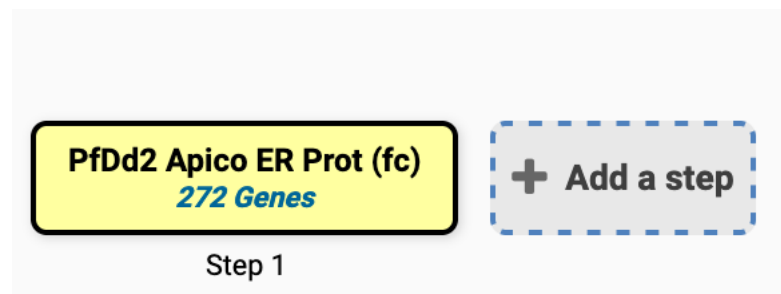 PfDd2 Apico ER Prot (fc)
272 Genes
+ Add a step
Step 1